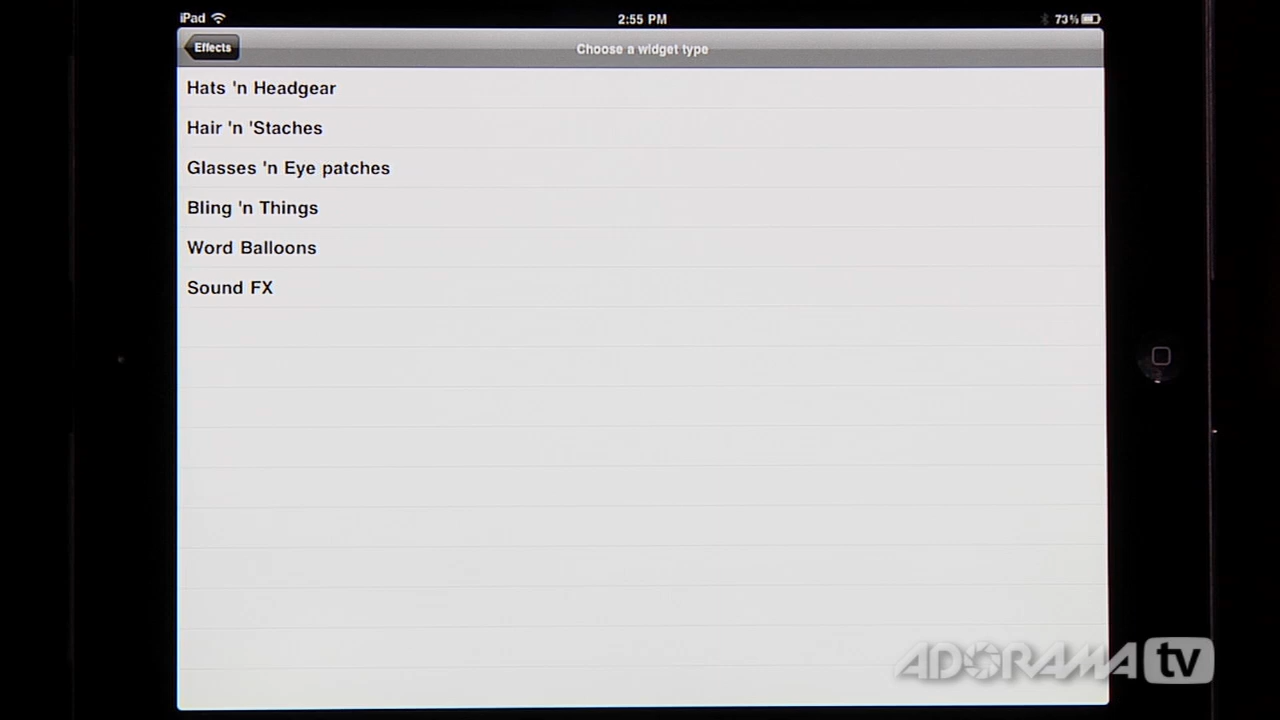 iPad 2:55 PM 73%
Effects Choose a widget type
Hats 'n Headgear
Hair 'n 'Staches
Glasses 'n Eye patches
Bling 'n Things
Word Balloons
Sound FX
ADORAMA tv